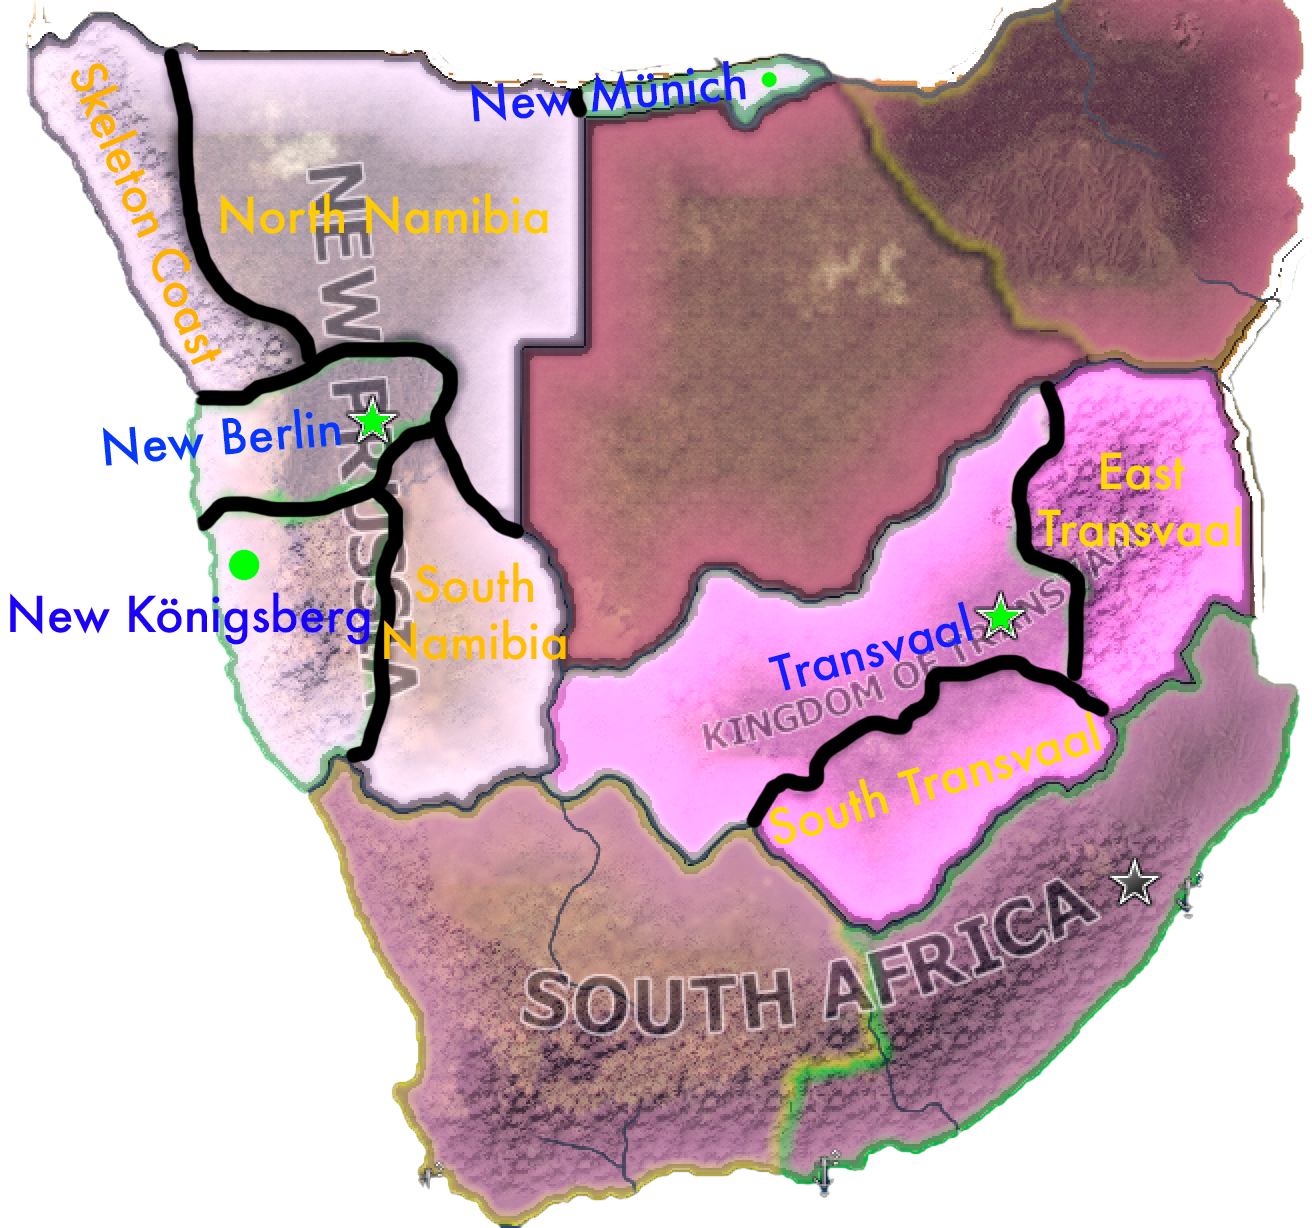 New Münich
Skeleton Coast
North Namibia
NEW PRUSSIA
New Berlin
East
Transvaal
New Königsberg
South
Namibia
Transvaal
KINGDOM OF TRANSVAAL
South Transvaal
SOUTH AFRICA